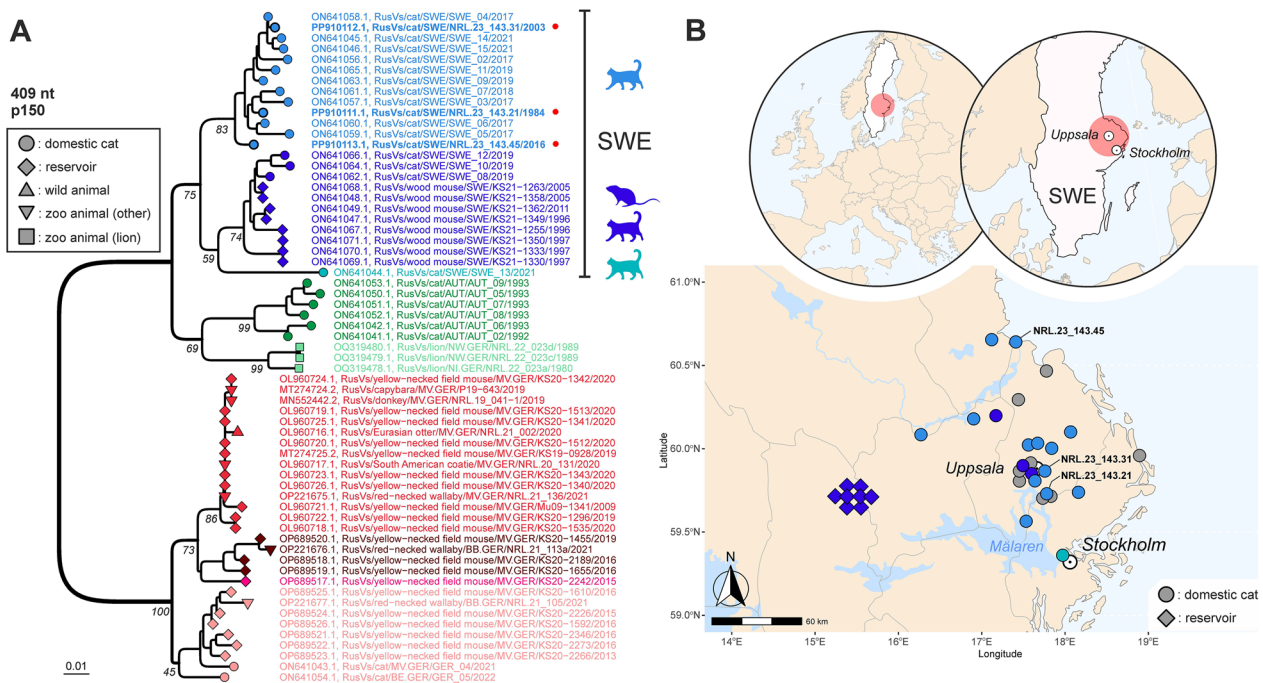 A
409 nt
p150
: domestic cat
: reservoir
: wild animal
: zoo animal (other)
: zoo animal (lion)
ON641058.1, RusVs/cat/SWE/SWE_04/2017
PP910112.1, RusVs/cat/SWE/NRL.23_143.31/2003
ON641045.1, RusVs/cat/SWE/SWE_14/2021
ON641046.1, RusVs/cat/SWE/SWE_15/2021
ON641056.1, RusVs/cat/SWE/SWE_02/2017
ON641065.1, RusVs/cat/SWE/SWE_11/2019
ON641063.1, RusVs/cat/SWE/SWE_09/2019
ON641061.1, RusVs/cat/SWE/SWE_07/2018
ON641057.1, RusVs/cat/SWE/SWE_03/2017
PP910111.1, RusVs/cat/SWE/NRL.23_143.21/1984
ON641060.1, RusVs/cat/SWE/SWE_06/2017
ON641059.1, RusVs/cat/SWE/SWE_05/2017
PP910113.1, RusVs/cat/SWE/NRL.23_143.45/2016
ON641066.1, RusVs/cat/SWE/SWE_12/2019
ON641064.1, RusVs/cat/SWE/SWE_10/2019
ON641062.1, RusVs/cat/SWE/SWE_08/2019
ON641068.1, RusVs/wood mouse/SWE/KS21−1263/2005
ON641048.1, RusVs/wood mouse/SWE/KS21−1358/2005
ON641049.1, RusVs/wood mouse/SWE/KS21−1362/2011
ON641047.1, RusVs/wood mouse/SWE/KS21−1349/1996
ON641067.1, RusVs/wood mouse/SWE/KS21−1255/1996
ON641071.1, RusVs/wood mouse/SWE/KS21−1350/1997
ON641070.1, RusVs/wood mouse/SWE/KS21−1333/1997
ON641069.1, RusVs/wood mouse/SWE/KS21−1330/1997
ON641044.1, RusVs/cat/SWE/SWE_13/2021
ON641053.1, RusVs/cat/AUT/AUT_09/1993
ON641050.1, RusVs/cat/AUT/AUT_05/1993
ON641051.1, RusVs/cat/AUT/AUT_07/1993
ON641052.1, RusVs/cat/AUT/AUT_08/1993
ON641042.1, RusVs/cat/AUT/AUT_06/1993
ON641041.1, RusVs/cat/AUT/AUT_02/1992
OQ319480.1, RusVs/lion/NW.GER/NRL.22_023d/1989
OQ319479.1, RusVs/lion/NW.GER/NRL.22_023c/1989
OQ319478.1, RusVs/lion/NI.GER/NRL.22_023a/1980
OL960724.1, RusVs/yellow−necked field mouse/MV.GER/KS20−1342/2020
MT274724.2, RusVs/capybara/MV.GER/P19−643/2019
MN552442.2, RusVs/donkey/MV.GER/NRL.19_041−1/2019
OL960719.1, RusVs/yellow−necked field mouse/MV.GER/KS20−1513/2020
OL960725.1, RusVs/yellow−necked field mouse/MV.GER/KS20−1341/2020
OL960716.1, RusVs/Eurasian otter/MV.GER/NRL.21_002/2020
OL960720.1, RusVs/yellow−necked field mouse/MV.GER/KS20−1512/2020
MT274725.2, RusVs/yellow−necked field mouse/MV.GER/KS19−0928/2019
OL960717.1, RusVs/South American coatie/MV.GER/NRL.20_131/2020
OL960723.1, RusVs/yellow−necked field mouse/MV.GER/KS20−1343/2020
OL960726.1, RusVs/yellow−necked field mouse/MV.GER/KS20−1340/2020
OP221675.1, RusVs/red−necked wallaby/MV.GER/NRL.21_136/2021
OL960721.1, RusVs/yellow−necked field mouse/MV.GER/Mu09−1341/2009
OL960722.1, RusVs/yellow−necked field mouse/MV.GER/KS20−1296/2019
OL960718.1, RusVs/yellow−necked field mouse/MV.GER/KS20−1535/2020
OP689520.1, RusVs/yellow−necked field mouse/MV.GER/KS20−1455/2019
OP221676.1, RusVs/red−necked wallaby/BB.GER/NRL.21_113a/2021
OP689518.1, RusVs/yellow−necked field mouse/MV.GER/KS20−2189/2016
OP689519.1, RusVs/yellow−necked field mouse/MV.GER/KS20−1655/2016
OP689517.1, RusVs/yellow−necked field mouse/MV.GER/KS20−2242/2015
OP689525.1, RusVs/yellow−necked field mouse/MV.GER/KS20−1610/2016
OP221677.1, RusVs/red−necked wallaby/BB.GER/NRL.21_105/2021
OP689524.1, RusVs/yellow−necked field mouse/MV.GER/KS20−2226/2015
OP689526.1, RusVs/yellow−necked field mouse/MV.GER/KS20−1592/2016
OP689521.1, RusVs/yellow−necked field mouse/MV.GER/KS20−2346/2016
OP689522.1, RusVs/yellow−necked field mouse/MV.GER/KS20−2273/2016
OP689523.1, RusVs/yellow−necked field mouse/MV.GER/KS20−2266/2013
ON641043.1, RusVs/cat/MV.GER/GER_04/2021
ON641054.1, RusVs/cat/BE.GER/GER_05/2022
83
75
74
59
99
69
99
86
73
100
45
0.01
SWE
B
Uppsala
Stockholm
SWE
61.0°N
60.5°N
60.0°N
59.5°N
59.0°N
Latitude
NRL.23_143.45
NRL.23_143.31
Uppsala
NRL.23_143.21
Mälaren
Stockholm
N
60 km
: domestic cat
: reservoir
14°E
15°E
16°E
17°E
18°E
19°E
Longitude